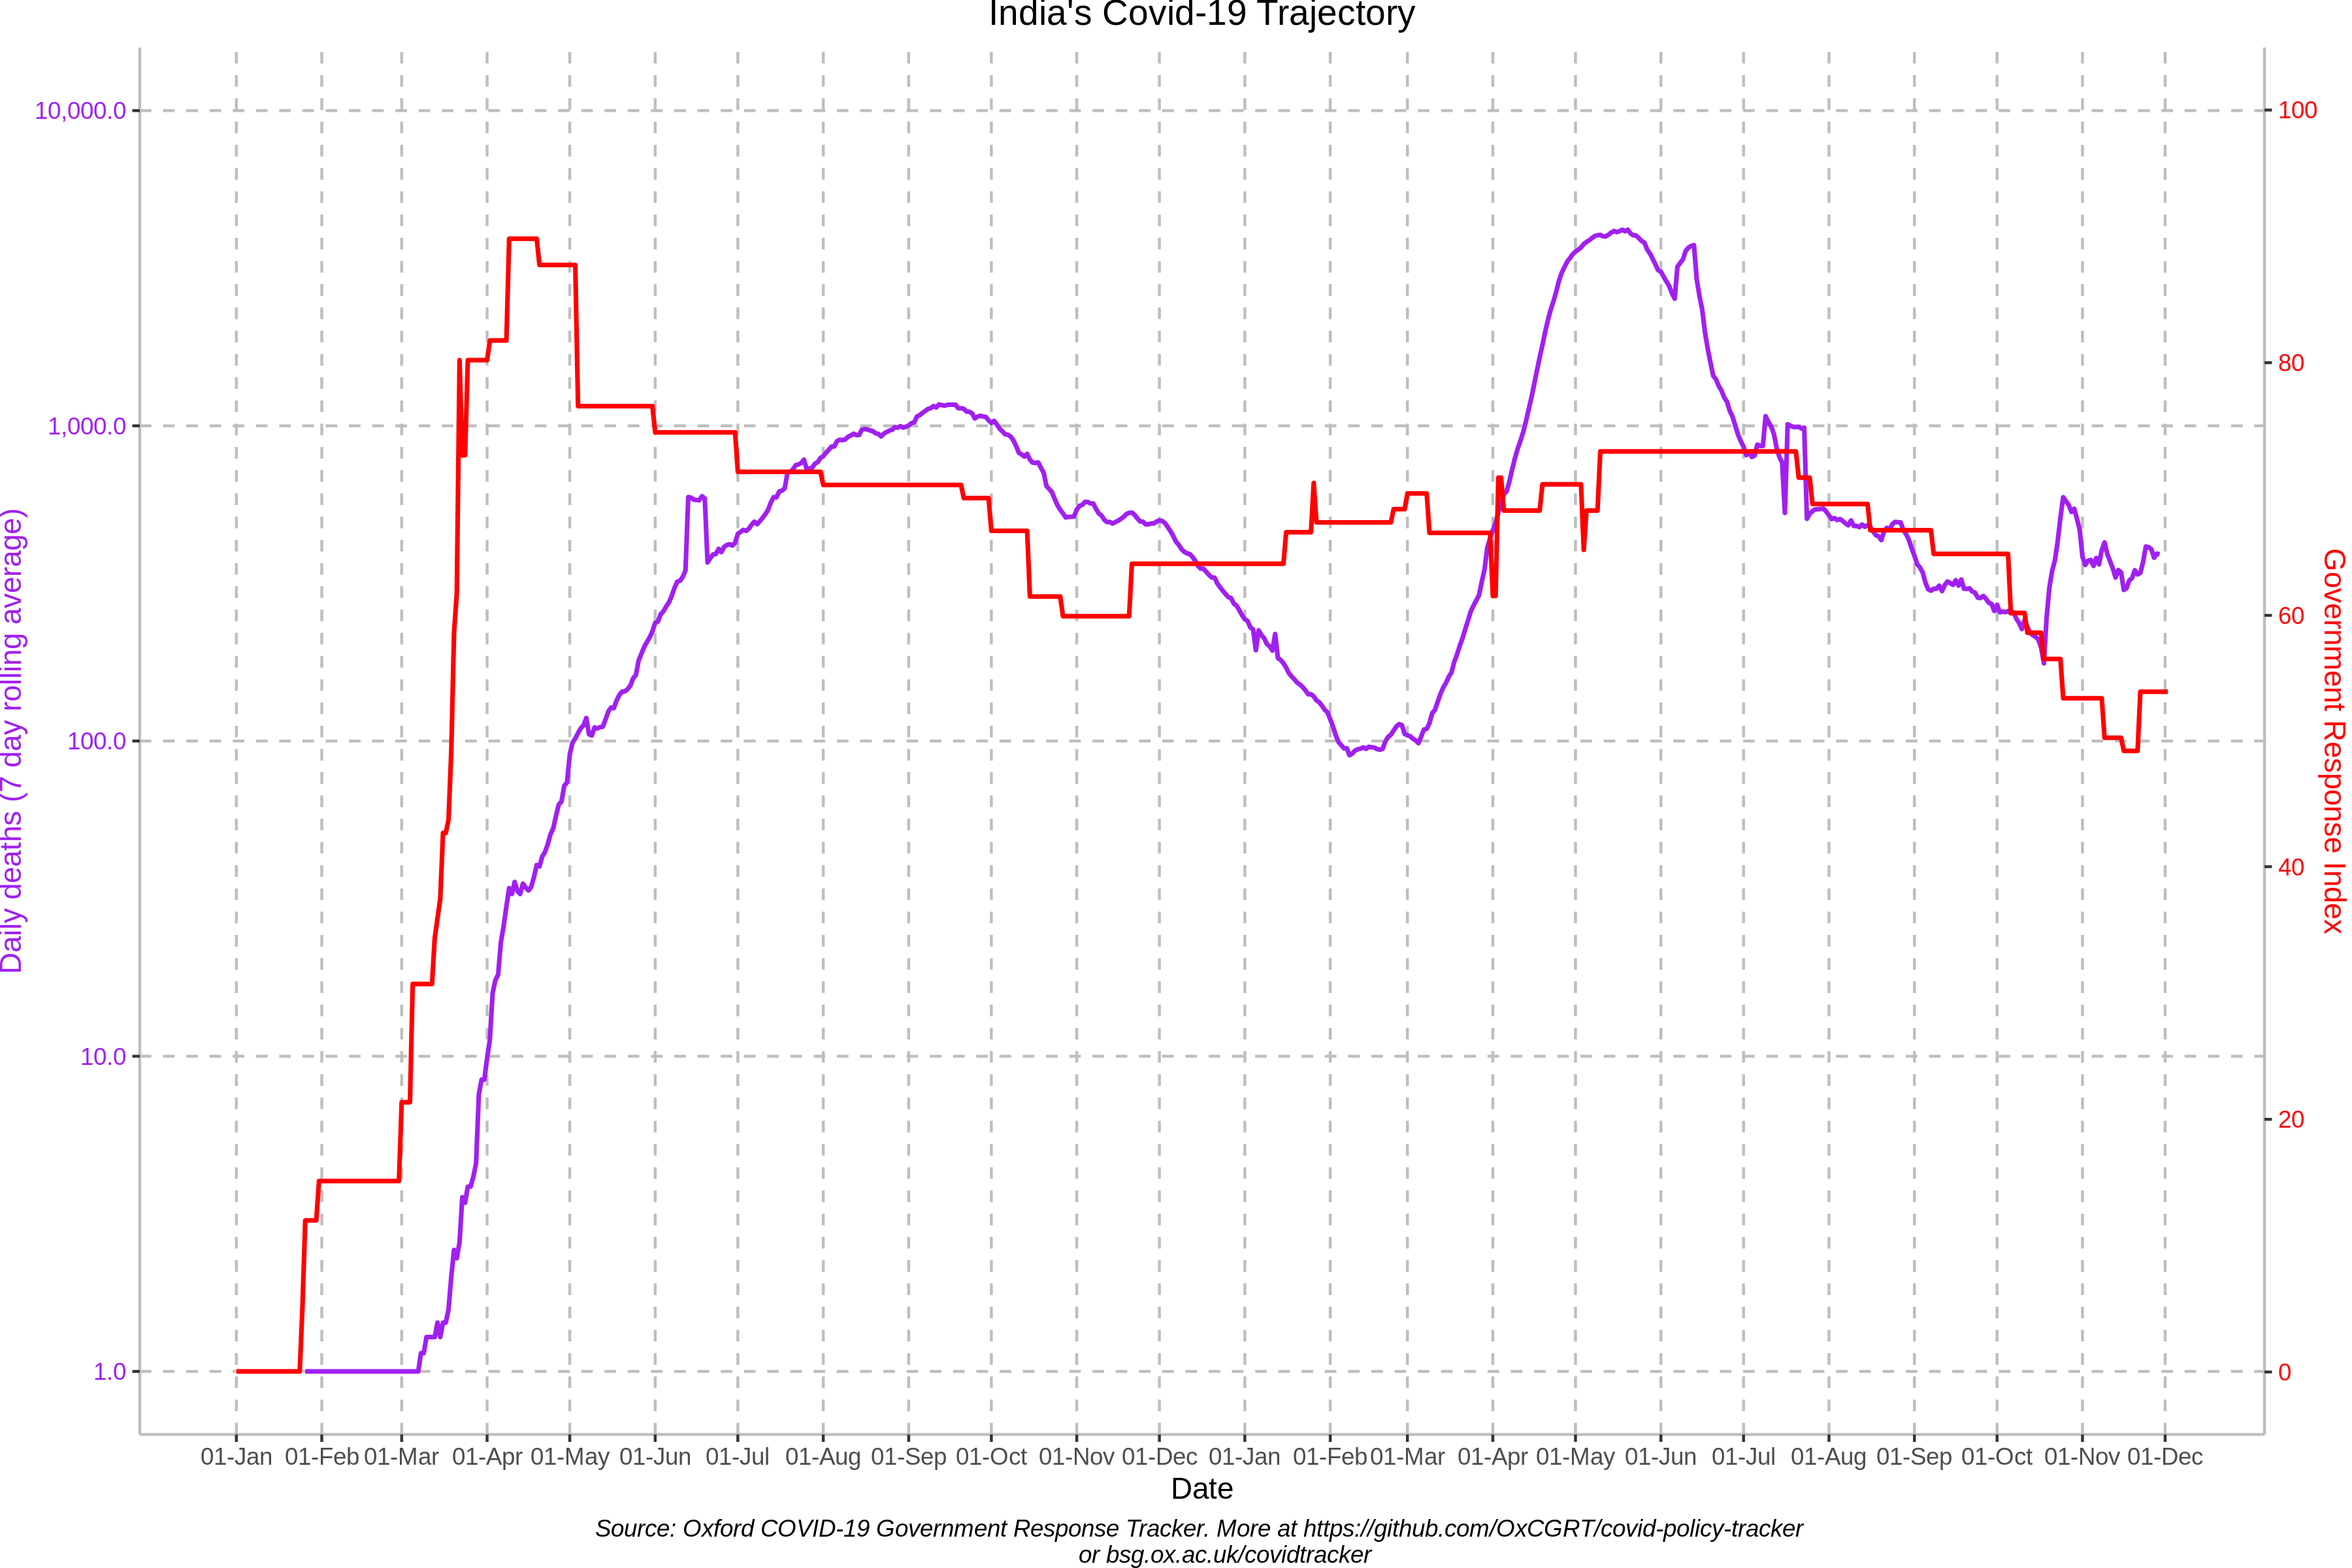 India's Covid-19 Trajectory
10,000.0
1,000.0
100.0
10.0
1.0
Daily deaths (7 day rolling average)
100
80
60
40
20
0
Government Response Index
01-Jan 01-Feb 01-Mar 01-Apr 01-May 01-Jun 01-Jul 01-Aug 01-Sep 01-Oct 01-Nov 01-Dec 01-Jan 01-Feb 01-Mar 01-Apr 01-May 01-Jun 01-Jul 01-Aug 01-Sep 01-Oct 01-Nov 01-Dec
Date
Source: Oxford COVID-19 Government Response Tracker. More at https://github.com/OxCGRT/covid-policy-tracker
or bsg.ox.ac.uk/covidtracker